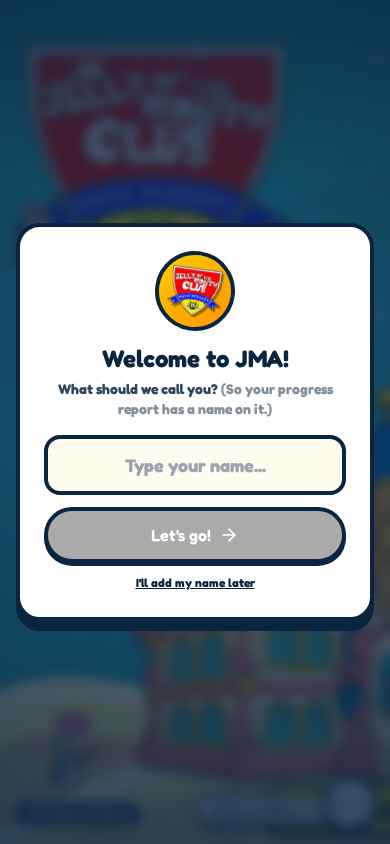 CLUB
Welcome to JMA!
What should we call you? (So your progress
report has a name on it.)
Type your name...
Let's go!
I'll add my name later